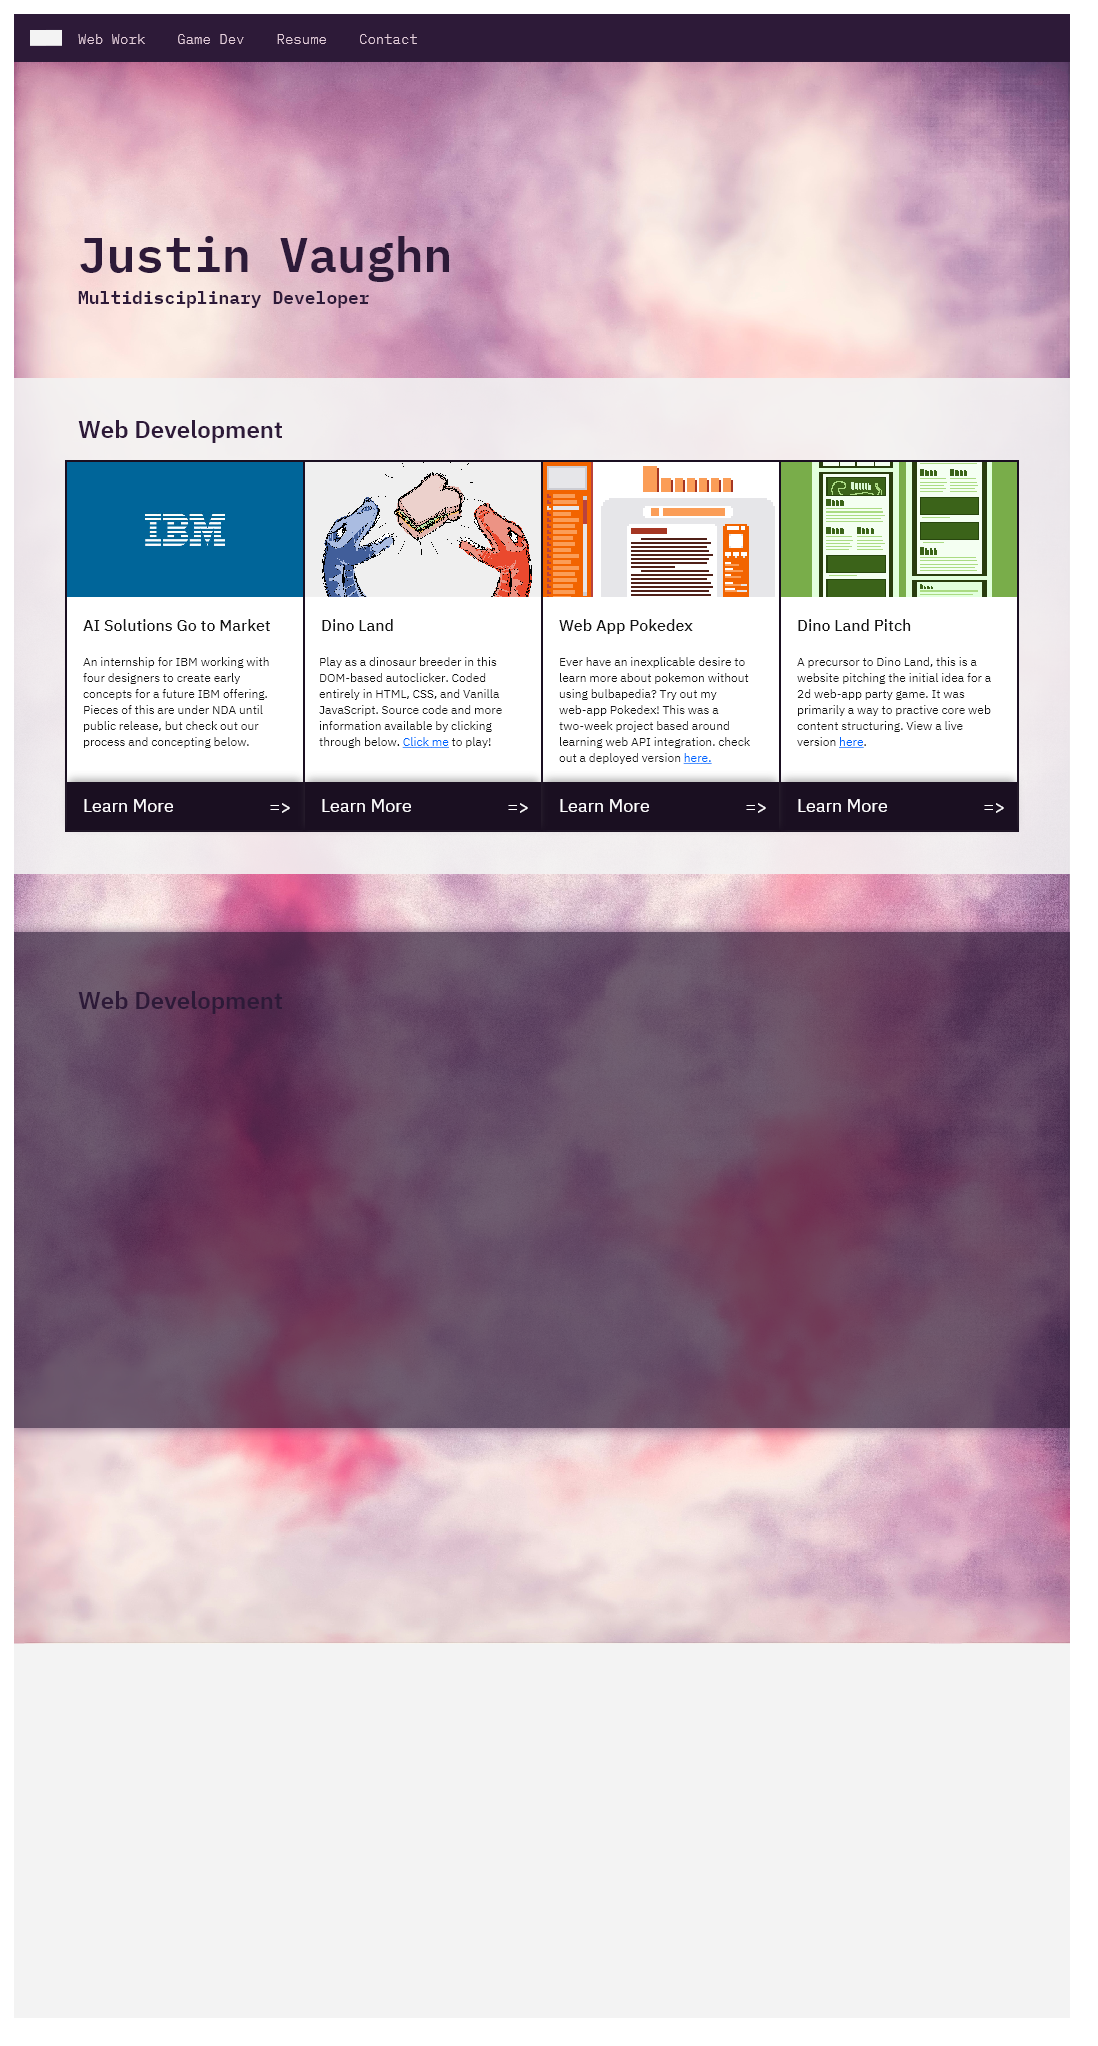 Web Work Game Dev Resume Contact
Justin Vaughn
Multidisciplinary Developer
Web Development
IBM
AI Solutions Go to Market
An internship for IBM working with
four designers to create early
concepts for a future IBM offering.
Pieces of this are under NDA until
public release, but check out our
process and concepting below.
Learn More =>
Dino Land
Play as a dinosaur breeder in this
DOM-based autoclicker. Coded
entirely in HTML, CSS, and Vanilla
JavaScript. Source code and more
information available by clicking
through below. Click me to play!
Learn More =>
Web App Pokedex
Ever have an inexplicable desire to
learn more about pokemon without
using bulbapedia? Try out my
web-app Pokedex! This was a
two-week project based around
learning web API integration. check
out a deployed version here.
Learn More =>
Dino Land Pitch
A precursor to Dino Land, this is a
website pitching the initial idea for a
2d web-app party game. It was
primarily a way to practive core web
content structuring. View a live
version here.
Learn More =>
Web Development